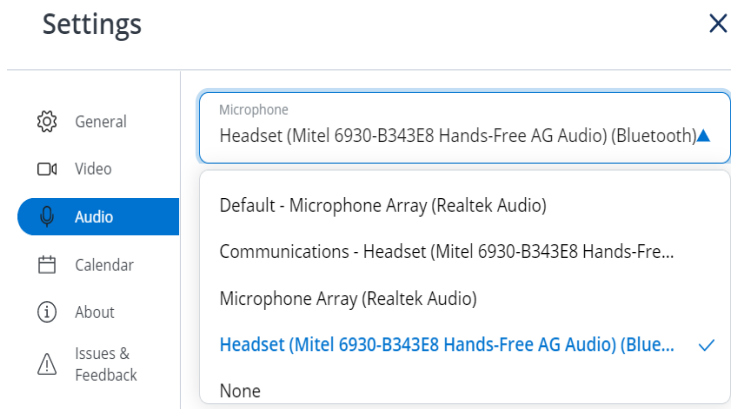 Settings
General
Video
Audio
Calendar
About
Issues &
Feedback
Microphone
Headset (Mitel 6930-B343E8 Hands-Free AG Audio) (Bluetooth)
Default - Microphone Array (Realtek Audio)
Communications - Headset (Mitel 6930-B343E8 Hands-Fre...
Microphone Array (Realtek Audio)
Headset (Mitel 6930-B343E8 Hands-Free AG Audio) (Blue...
None